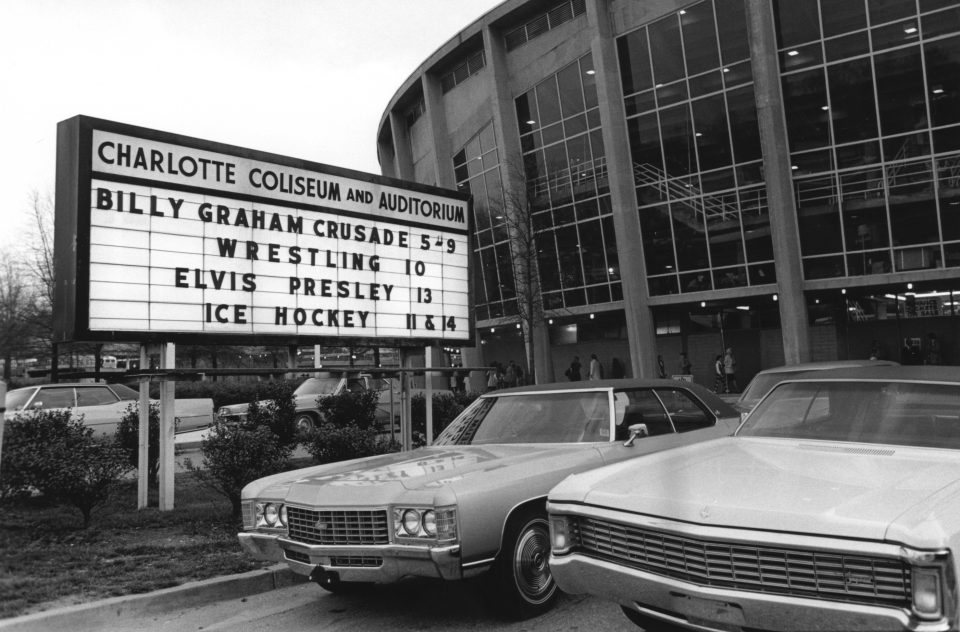 CHARLOTTE COLISEUM AND AUDITORIUM
BILLY GRAHAM CRUSADE 5-9
WRESTLING 10
ELVIS PRESLEY 13
ICE HOCKEY 11 & 14